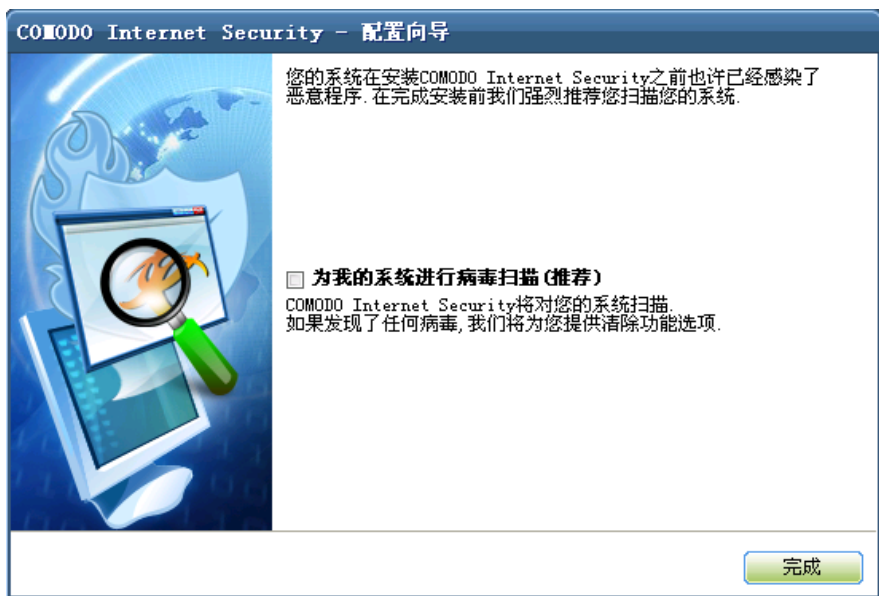 COMODO Internet Security - 配置向导
您的系统在安装COMODO Internet Security之前也许已经感染了
恶意程序.在完成安装前我们强烈推荐您扫描您的系统.
为我的系统进行病毒扫描(推荐)
COMODO Internet Security将对您的系统扫描.
如果发现了任何病毒,我们将为您提供清除功能选项.
完成